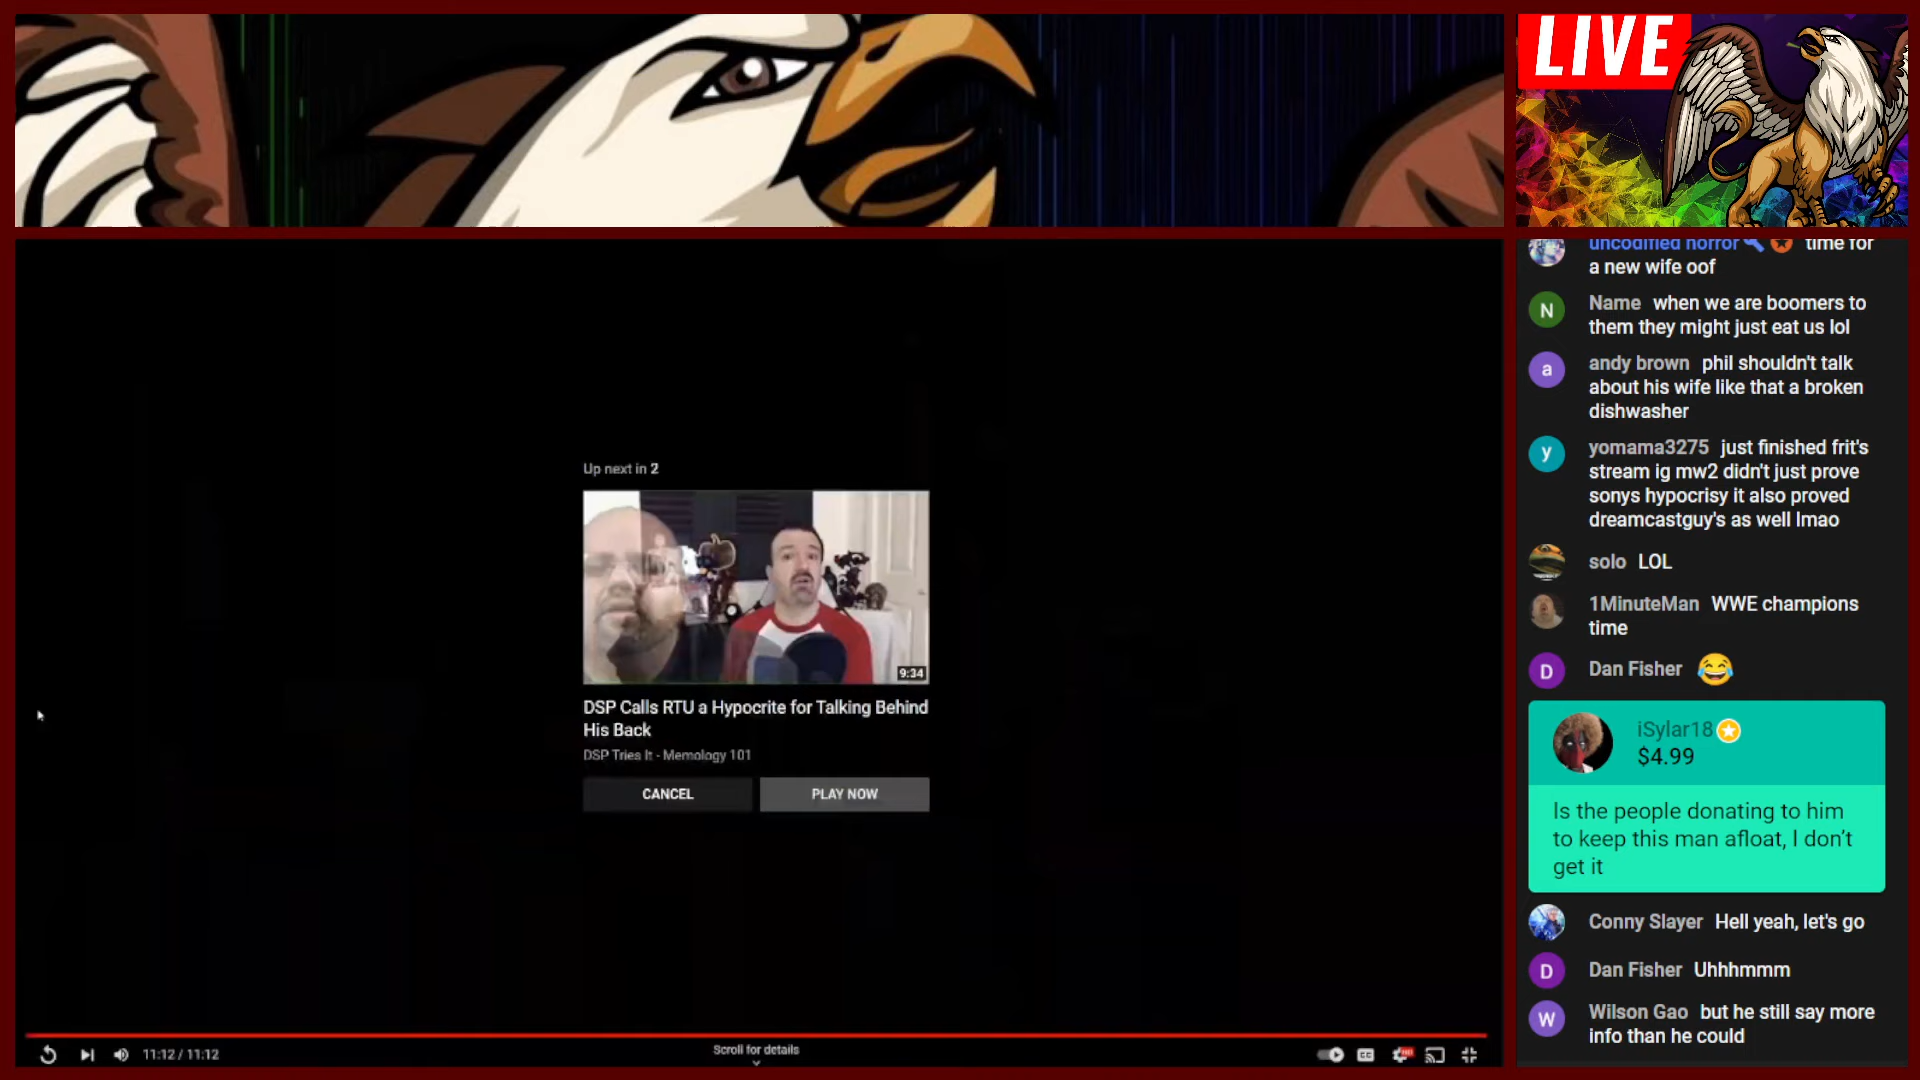 LIVE
uncodified horror time for
a new wife oof
N
Name when we are boomers to
them they might just eat us lol
a
andy brown phil shouldn't talk
about his wife like that a broken
dishwasher
y
yomama3275 just finished frit's
stream ig mw2 didn't just prove
sonys hypocrisy it also proved
dreamcastguy's as well lmao
solo LOL
1MinuteMan WWE champions
time
D
Dan Fisher 😂
iSylar18
$4.99
Is the people donating to him
to keep this man afloat, I don't
get it
Conny Slayer Hell yeah, let's go
D
Dan Fisher Uhhhmmm
W
Wilson Gao but he still say more
info than he could
Up next in 2
9:34
DSP Calls RTU a Hypocrite for Talking Behind
His Back
DSP Tries It - Memology 101
CANCEL
PLAY NOW
11:12 / 11:12
Scroll for details
CC
HD